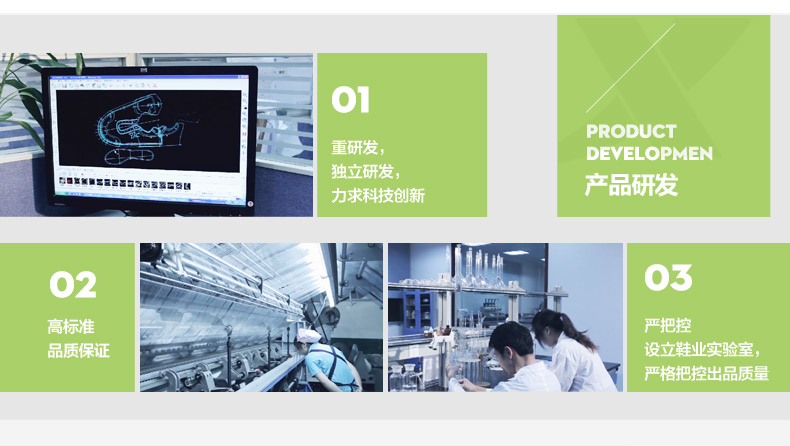 PRODUCT
DEVELOPMEN
产品研发
01
重研发，
独立研发，
力求科技创新
02
高标准
品质保证
03
严把控
设立鞋业实验室，
严格把控出品质量